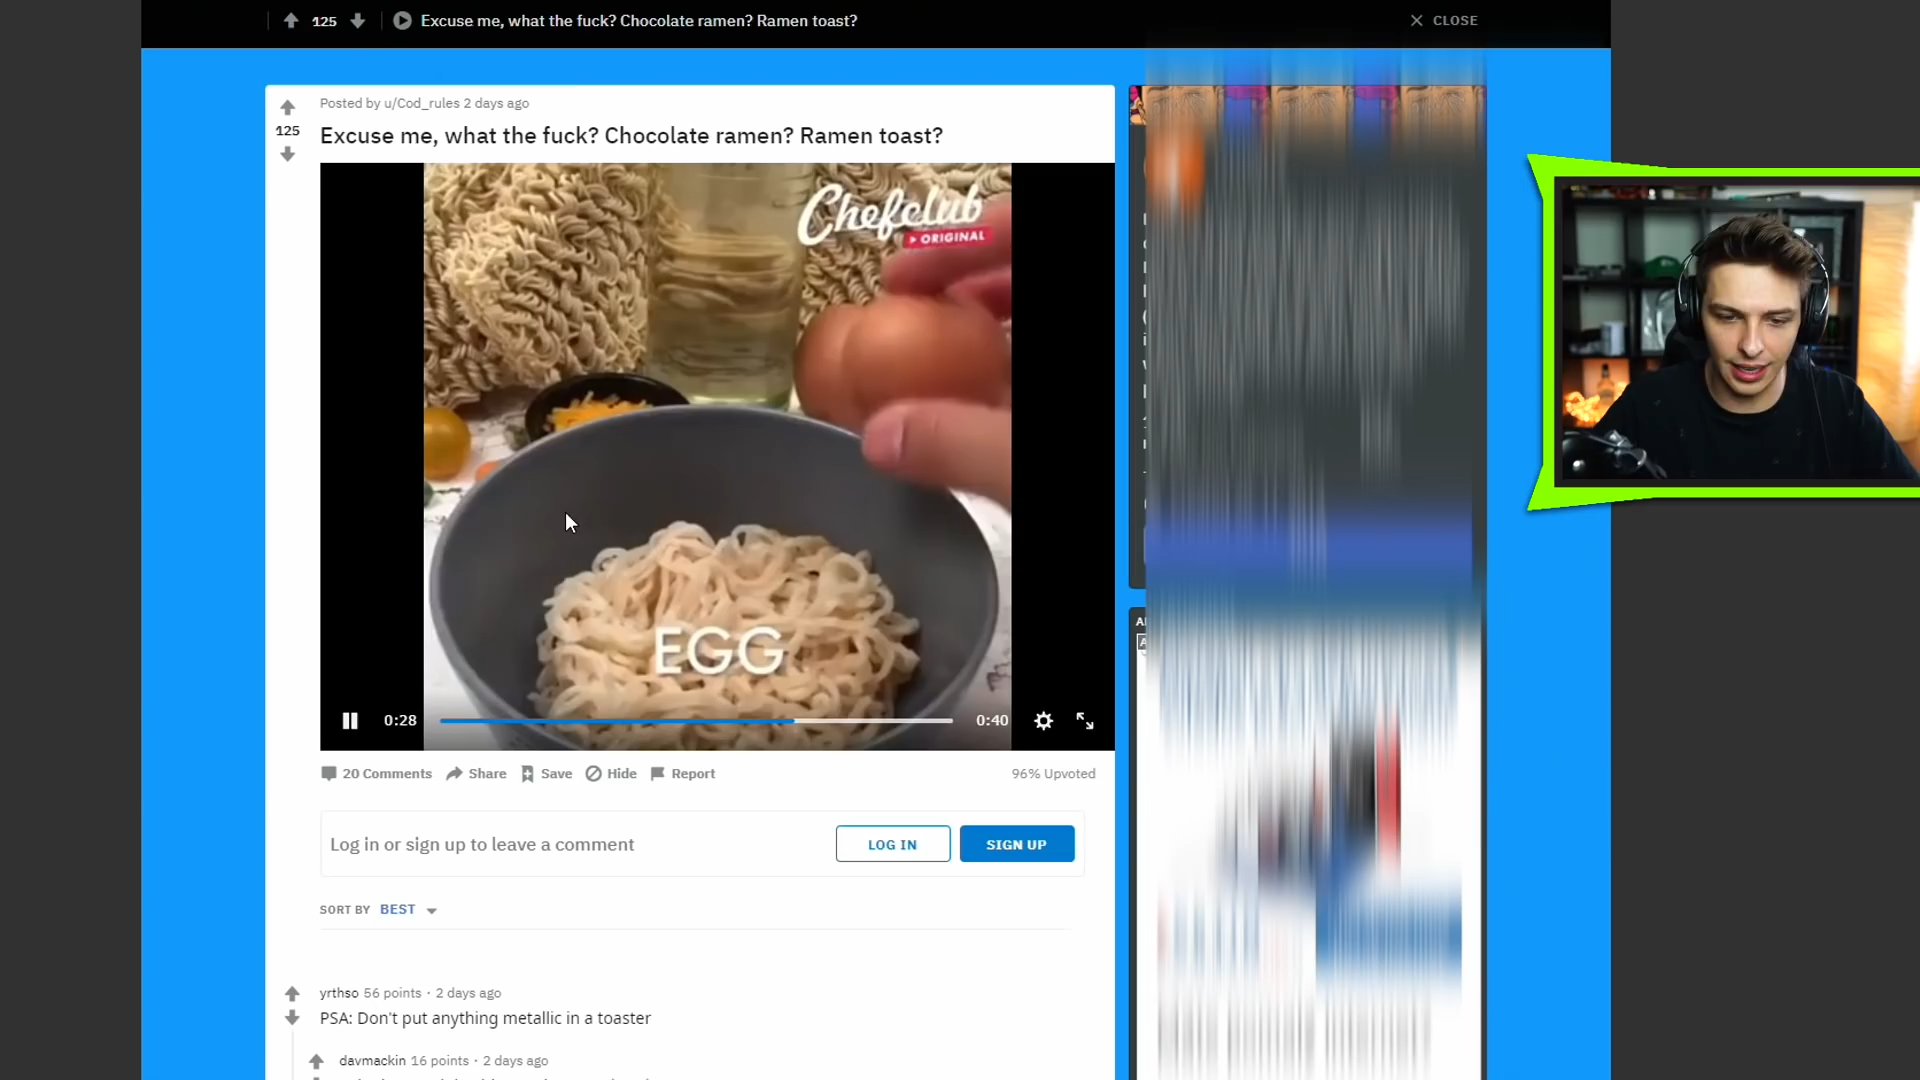 125 Excuse me, what the fuck? Chocolate ramen? Ramen toast? CLOSE
Posted by u/Cod_rules 2 days ago
125
Excuse me, what the fuck? Chocolate ramen? Ramen toast?
Chefclub
ORIGINAL
EGG
0:28 0:40
20 Comments Share Save Hide Report 96% Upvoted
Log in or sign up to leave a comment LOG IN SIGN UP
SORT BY BEST
yrthso 56 points · 2 days ago
PSA: Don't put anything metallic in a toaster
davmackin 16 points · 2 days ago